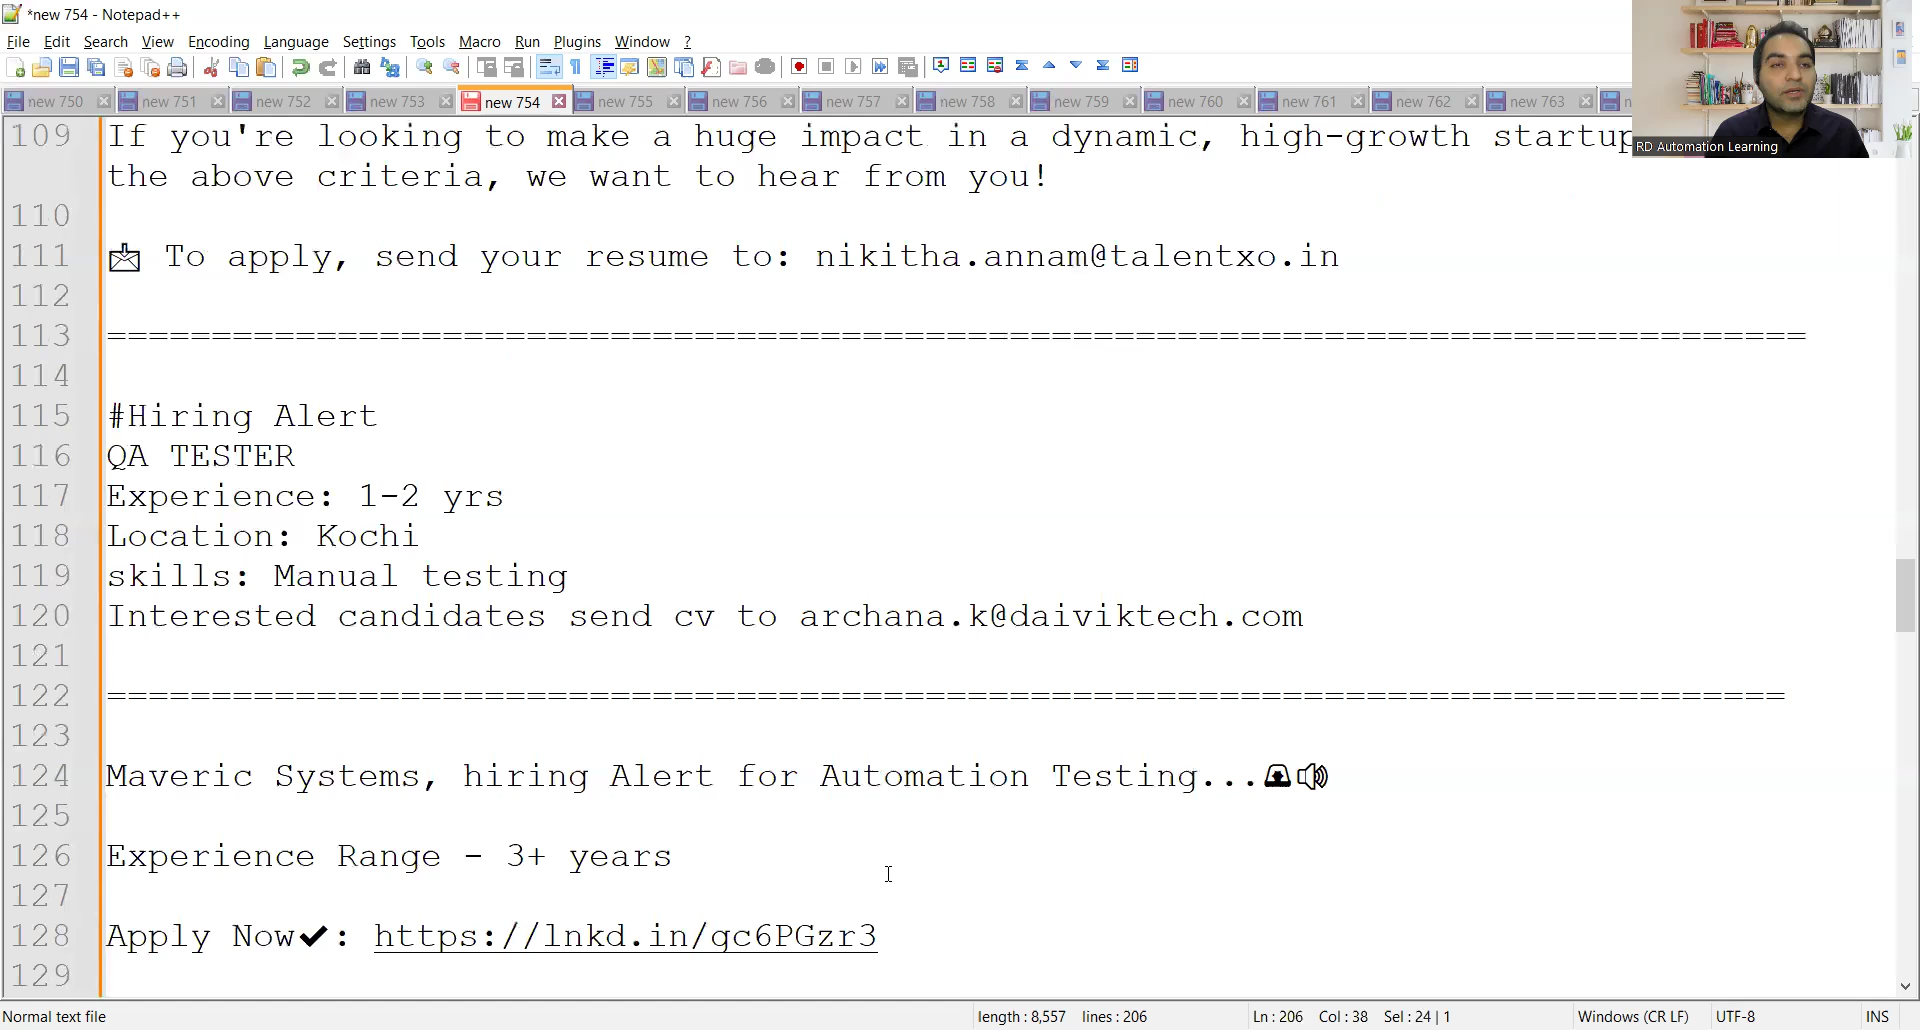 *new 754 - Notepad++
File Edit Search View Encoding Language Settings Tools Macro Run Plugins Window ?
new 750 new 751 new 752 new 753 new 754 new 755 new 756 new 757 new 758 new 759 new 760 new 761 new 762 new 763
RD Automation Learning
109 If you're looking to make a huge impact in a dynamic, high-growth startup
the above criteria, we want to hear from you!
110
111 📩 To apply, send your resume to: nikitha.annam@talentxo.in
112
113 =================================================================================
114
115 #Hiring Alert
116 QA TESTER
117 Experience: 1-2 yrs
118 Location: Kochi
119 skills: Manual testing
120 Interested candidates send cv to archana.k@daiviktech.com
121
122 ================================================================================
123
124 Maveric Systems, hiring Alert for Automation Testing...🚨🔊
125
126 Experience Range - 3+ years
127
128 Apply Now✔: https://lnkd.in/gc6PGzr3
129
Normal text file length : 8,557 lines : 206 Ln : 206 Col : 38 Sel : 24 | 1 Windows (CR LF) UTF-8 INS